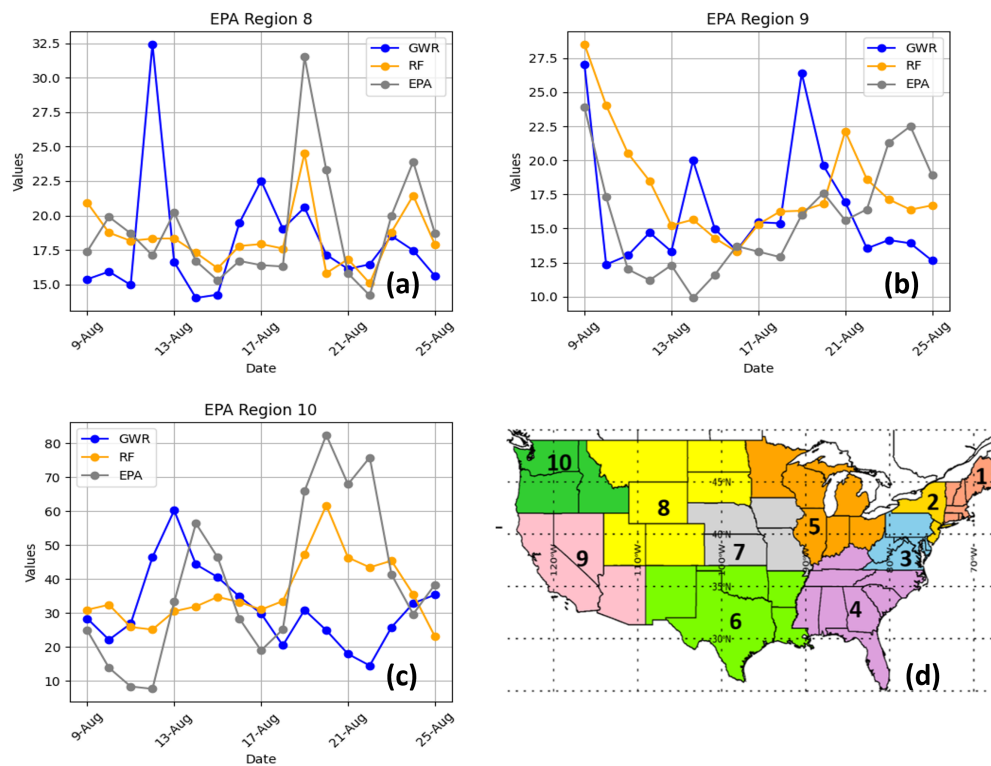 EPA Region 8
32.5
30.0
27.5
25.0
22.5
20.0
17.5
15.0
Values
GWR
RF
EPA
(a)
9-Aug
13-Aug
17-Aug
21-Aug
25-Aug
Date
EPA Region 9
27.5
25.0
22.5
20.0
17.5
15.0
12.5
10.0
Values
GWR
RF
EPA
(b)
9-Aug
13-Aug
17-Aug
21-Aug
25-Aug
Date
EPA Region 10
80
70
60
50
40
30
20
10
Values
GWR
RF
EPA
(c)
9-Aug
13-Aug
17-Aug
21-Aug
25-Aug
Date
10
1
2
8
5
7
3
9
4
6
45°N
40°N
35°N
30°N
120°W
110°W
100°W
90°W
80°W
70°W
(d)